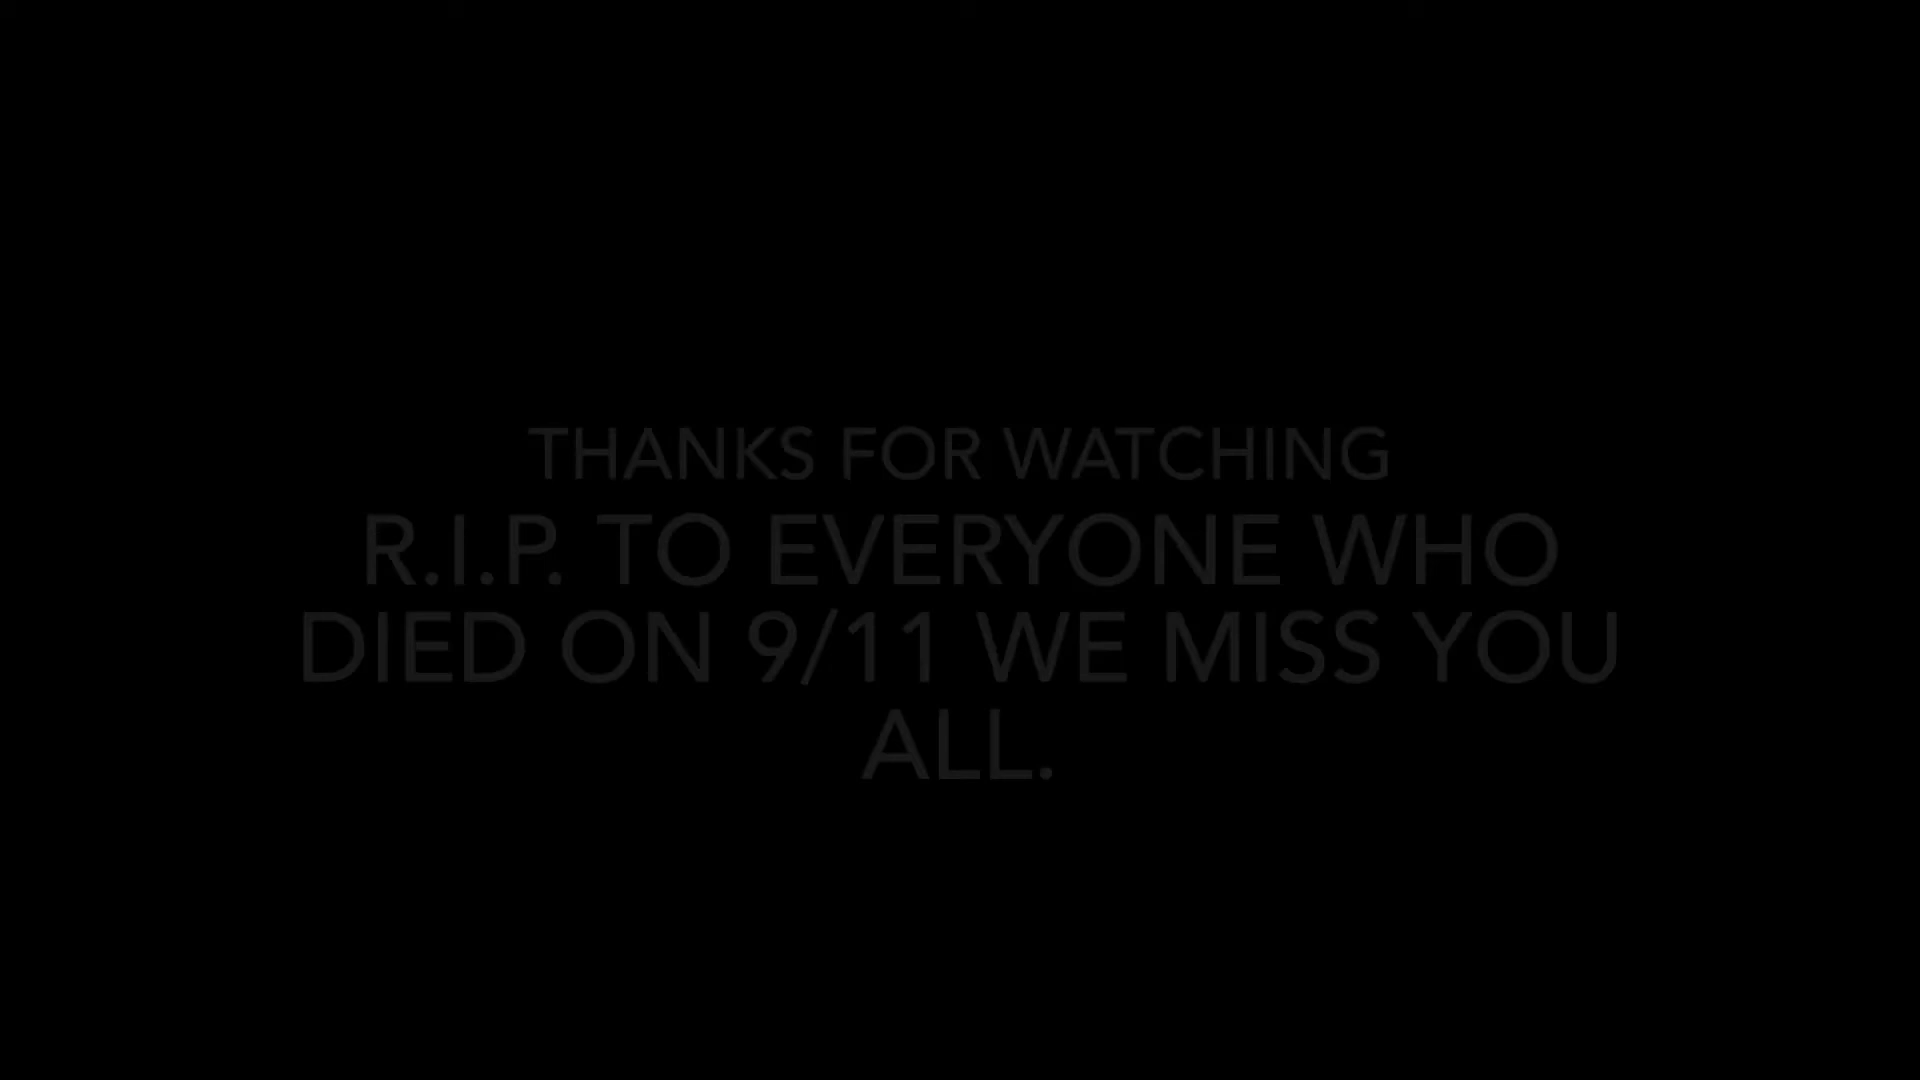 THANKS FOR WATCHING
R.I.P. TO EVERYONE WHO
DIED ON 9/11 WE MISS YOU
ALL.